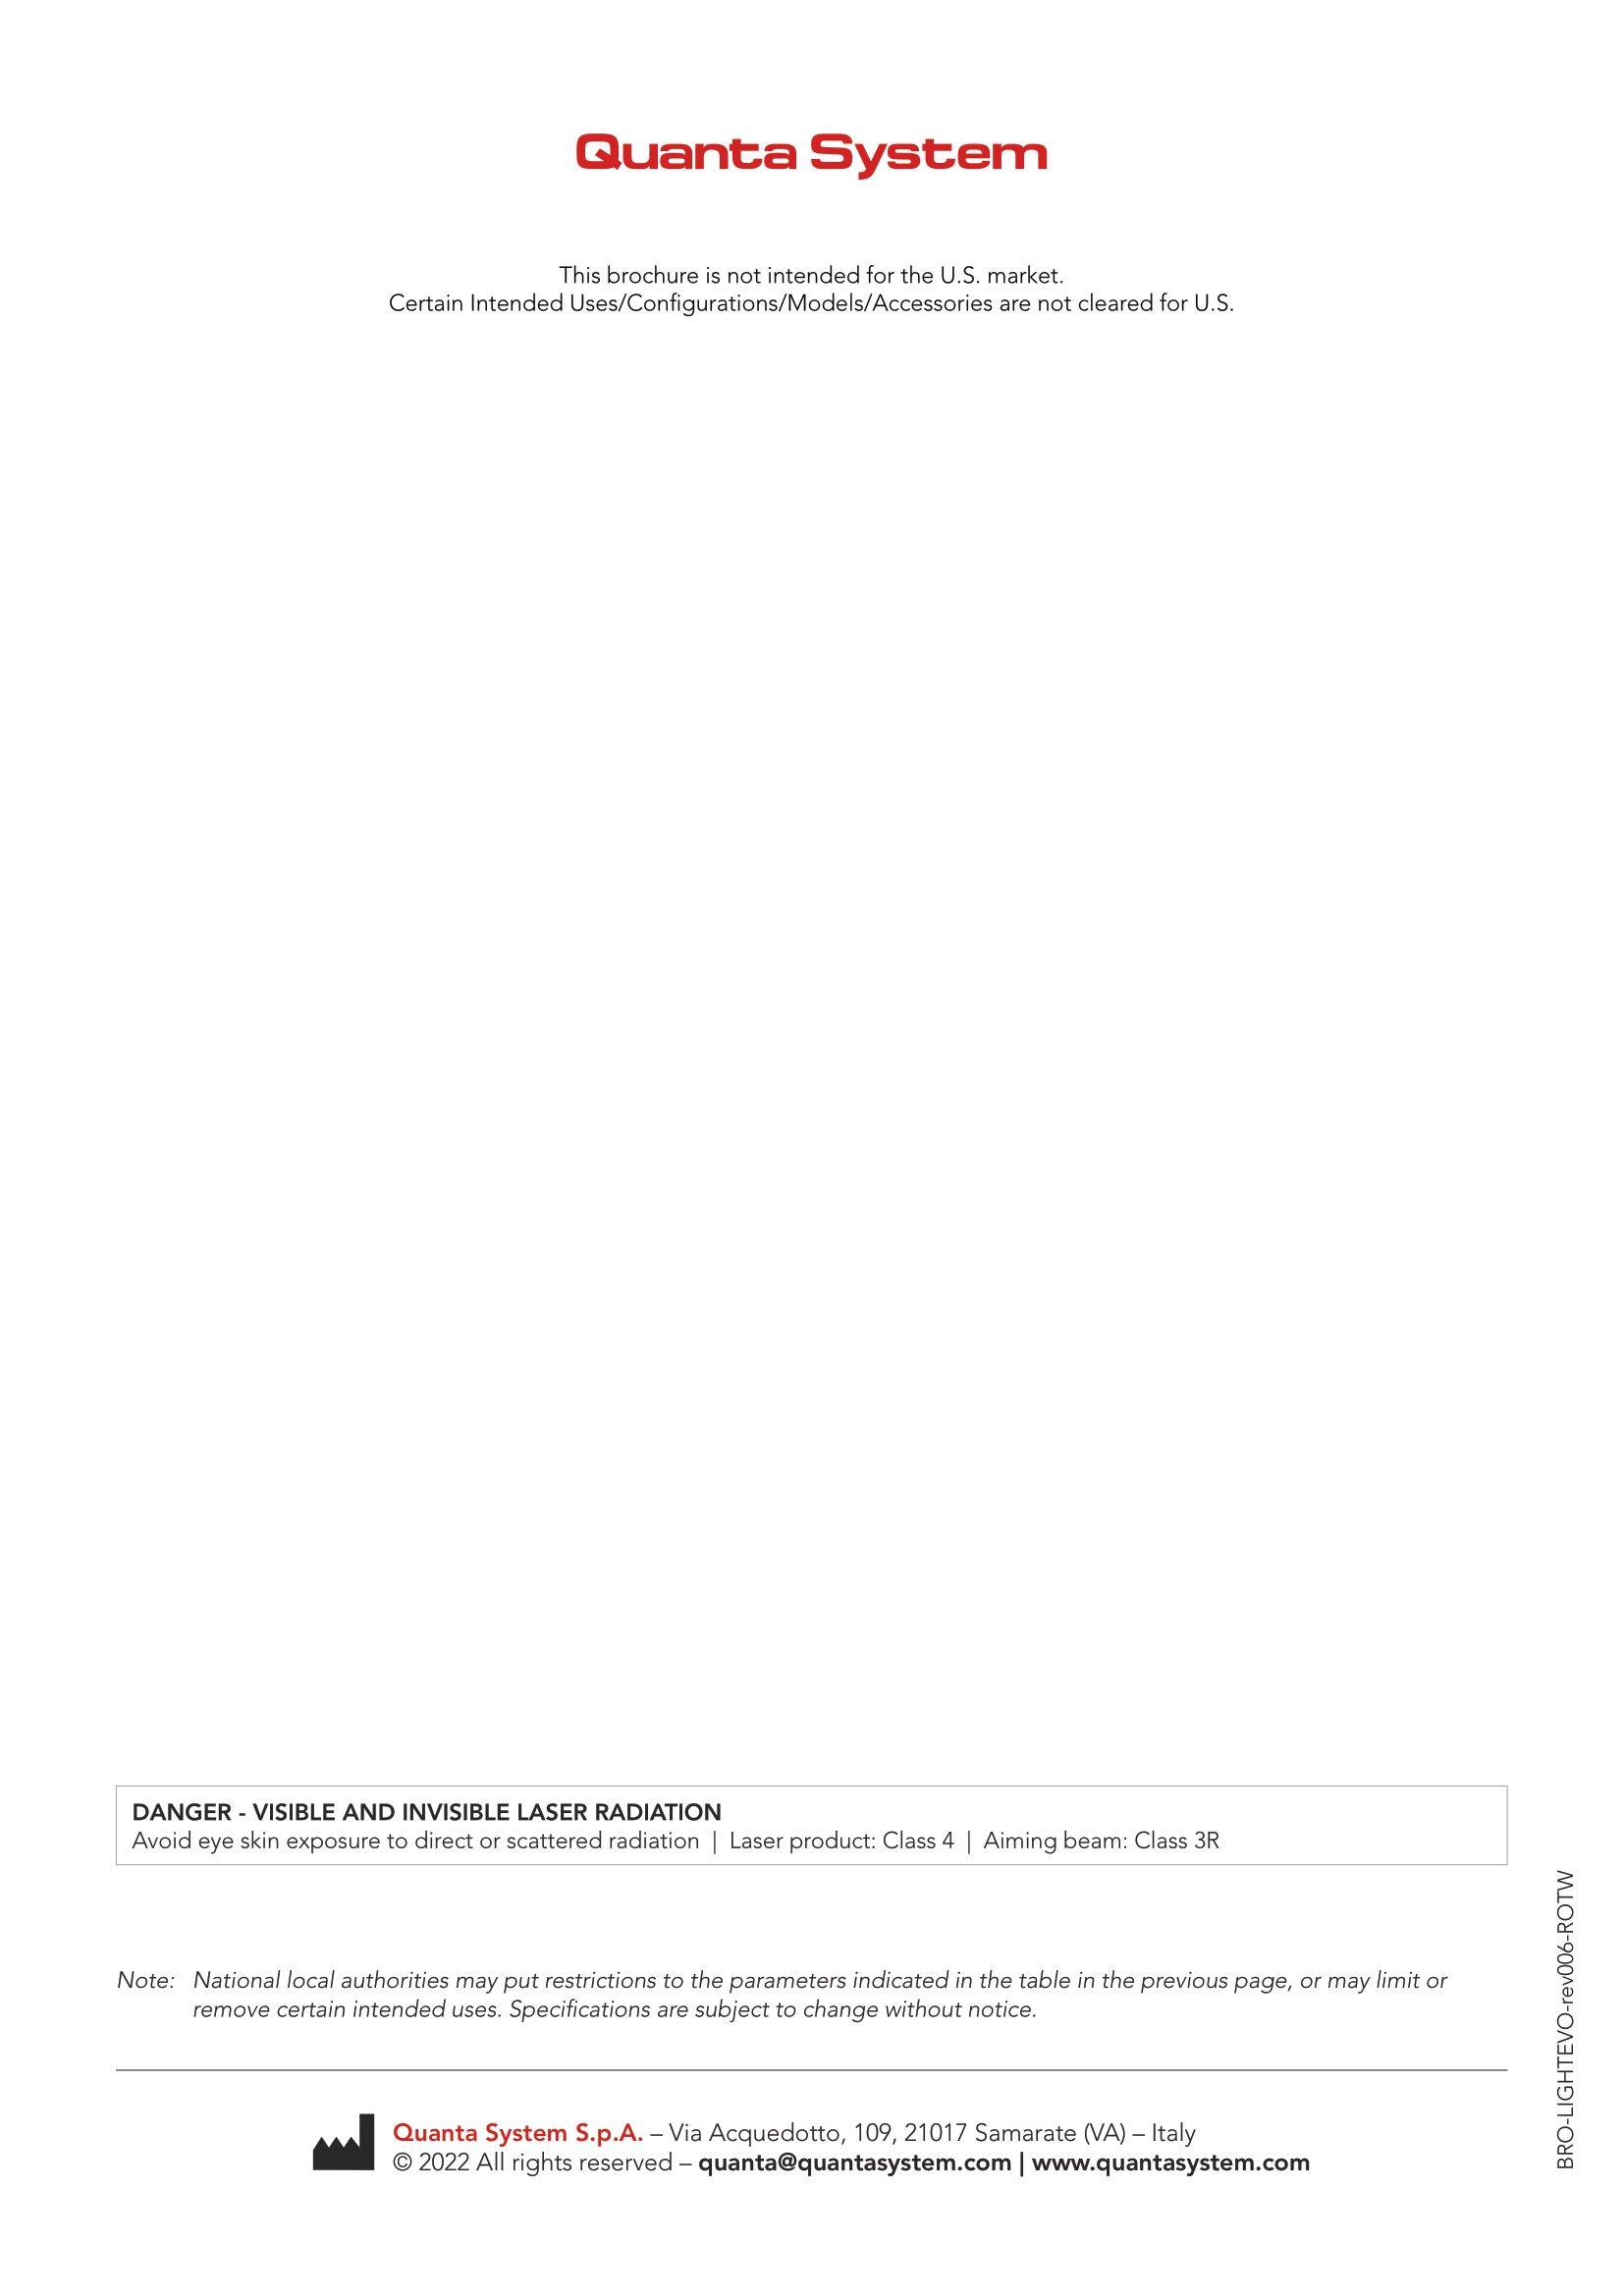 Quanta System
This brochure is not intended for the U.S. market.
Certain Intended Uses/Configurations/Models/Accessories are not cleared for U.S.
DANGER - VISIBLE AND INVISIBLE LASER RADIATION
Avoid eye skin exposure to direct or scattered radiation | Laser product: Class 4 | Aiming beam: Class 3R
Note: National local authorities may put restrictions to the parameters indicated in the table in the previous page, or may limit or
remove certain intended uses. Specifications are subject to change without notice.
Quanta System S.p.A. – Via Acquedotto, 109, 21017 Samarate (VA) – Italy
© 2022 All rights reserved – quanta@quantasystem.com | www.quantasystem.com
BRO-LIGHTEVO-rev006-ROTW